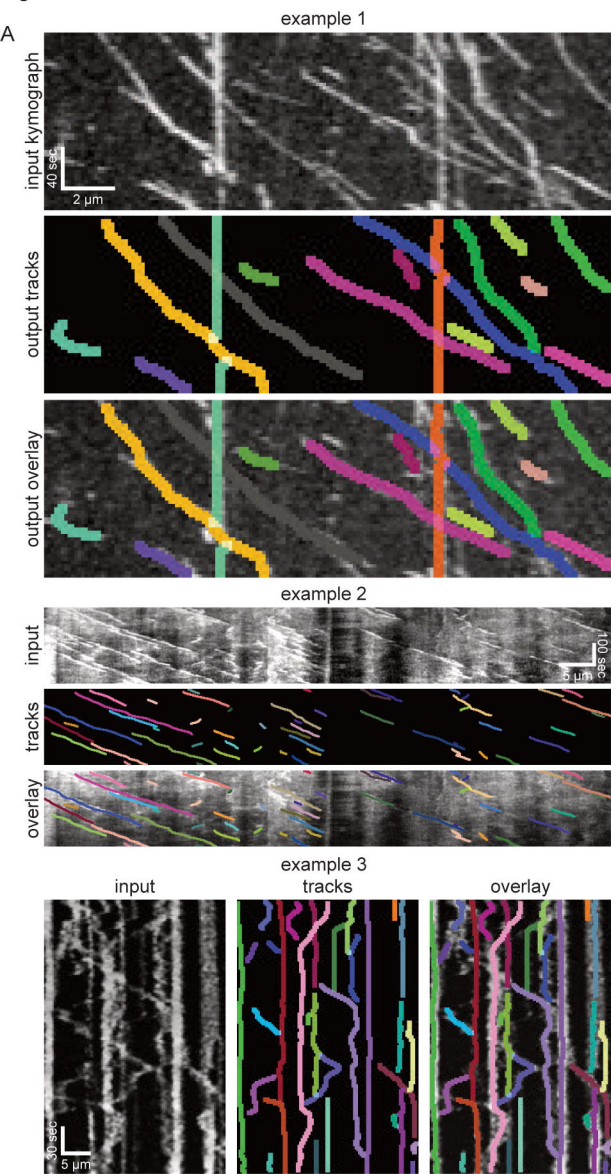 A
example 1
input kymograph
40 sec
2 µm
output tracks
output overlay
example 2
input
100 sec
5 µm
tracks
overlay
example 3
input tracks overlay
30 sec
5 µm